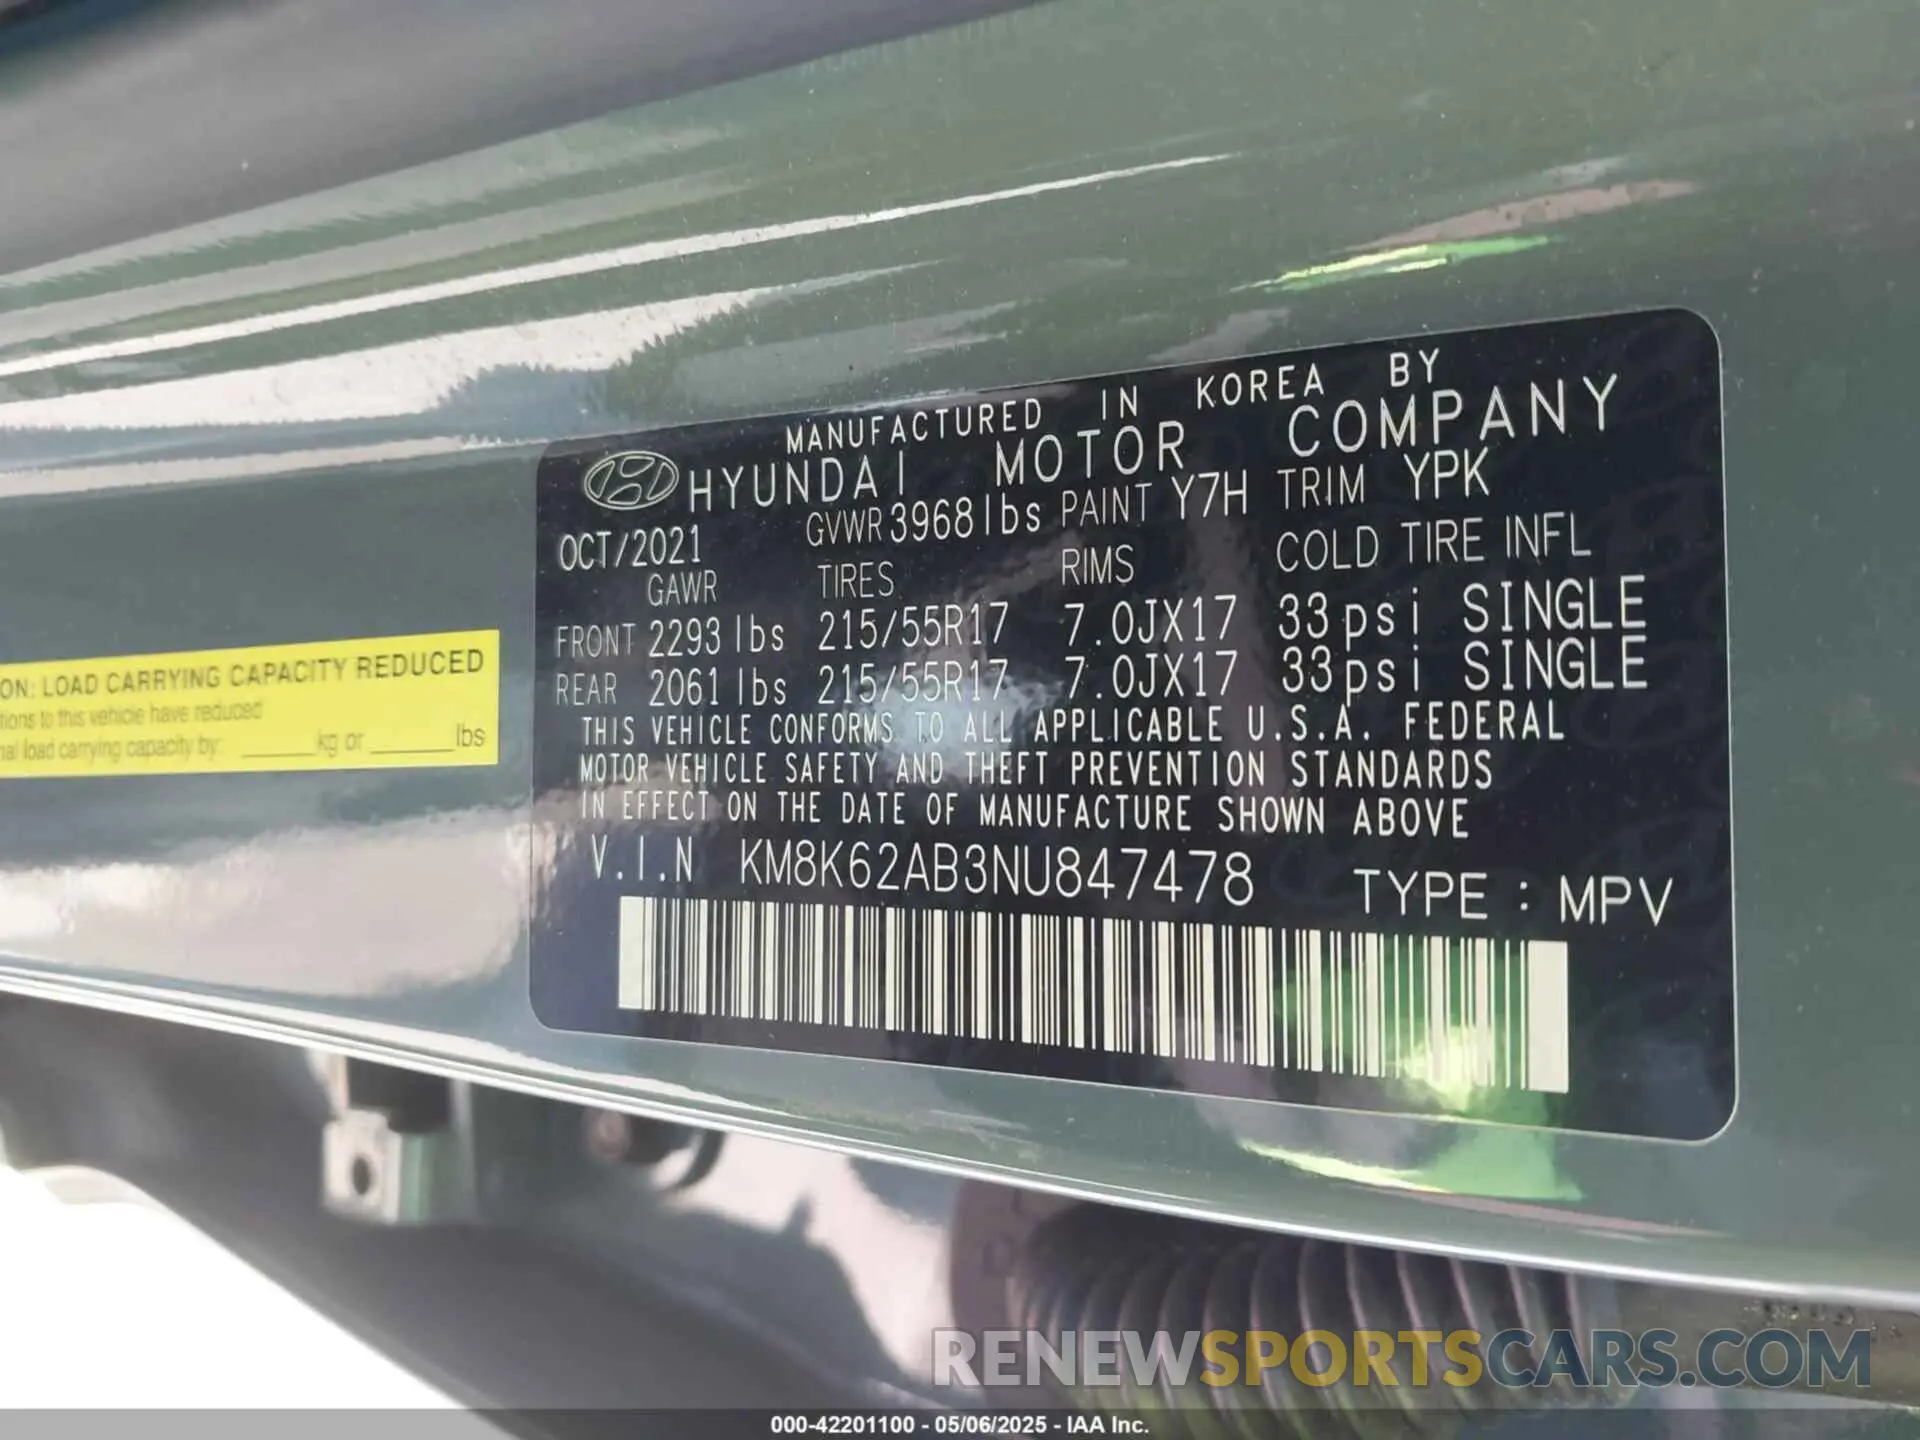 MANUFACTURED IN KOREA BY
HYUNDAI MOTOR COMPANY
OCT/2021 GVWR 3968 lbs PAINT Y7H TRIM YPK
GAWR TIRES RIMS COLD TIRE INFL
FRONT 2293 lbs 215/55R17 7.0JX17 33psi SINGLE
REAR 2061 lbs 215/55R17 7.0JX17 33psi SINGLE
THIS VEHICLE CONFORMS TO ALL APPLICABLE U.S.A. FEDERAL
MOTOR VEHICLE SAFETY AND THEFT PREVENTION STANDARDS
IN EFFECT ON THE DATE OF MANUFACTURE SHOWN ABOVE
V.I.N KM8K62AB3NU847478 TYPE : MPV
ON: LOAD CARRYING CAPACITY REDUCED
tions to this vehicle have reduced
nal load carrying capacity by: ______kg or ______lbs
RENEWSPORTSCARS.COM
000-42201100 - 05/06/2025 - IAA Inc.